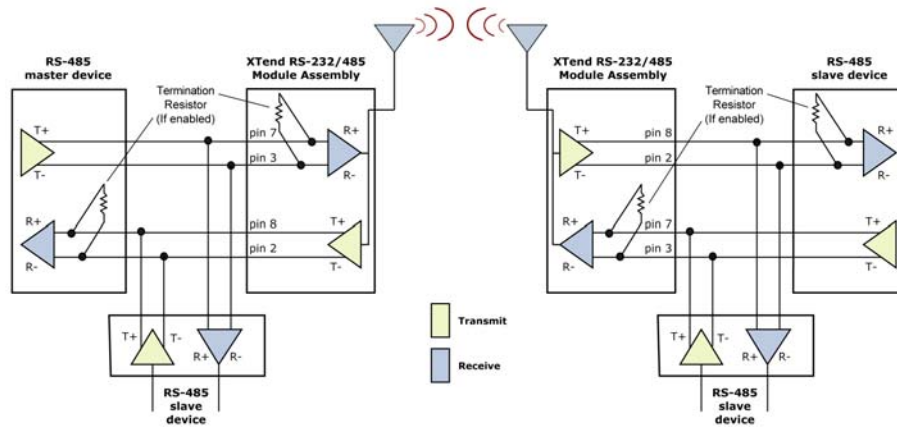 RS-485
master device
XTend RS-232/485
Module Assembly
Termination
Resistor
(If enabled)
T+
T-
R+
R-
pin 7
pin 3
R+
R-
pin 8
pin 2
T+
T-
T+
T-
R+
R-
RS-485
slave
device
Transmit
Receive
XTend RS-232/485
Module Assembly
RS-485
slave device
Termination
Resistor
(If enabled)
T+
T-
R+
R-
pin 8
pin 2
R+
R-
pin 7
pin 3
T+
T-
T+
T-
R+
R-
RS-485
slave
device